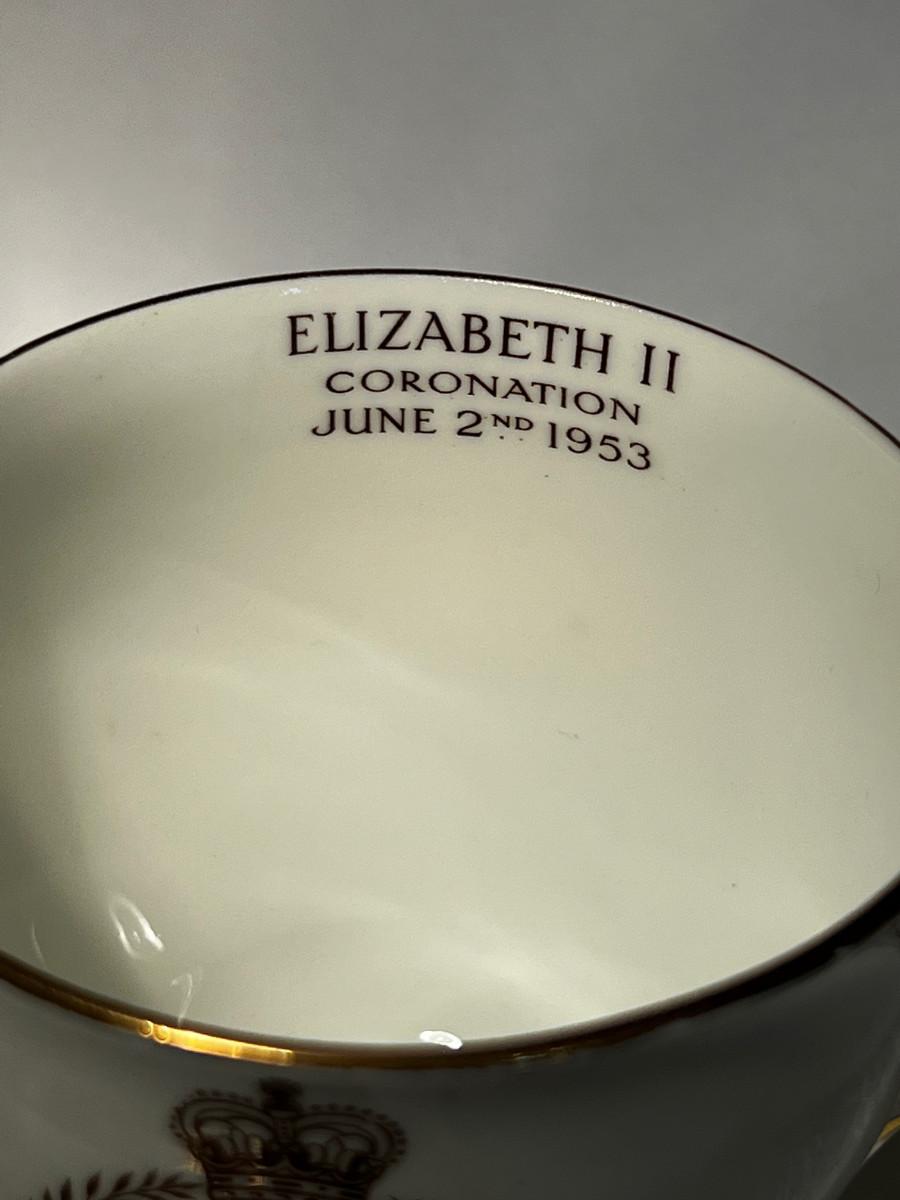 ELIZABETH II
CORONATION
JUNE 2ND 1953